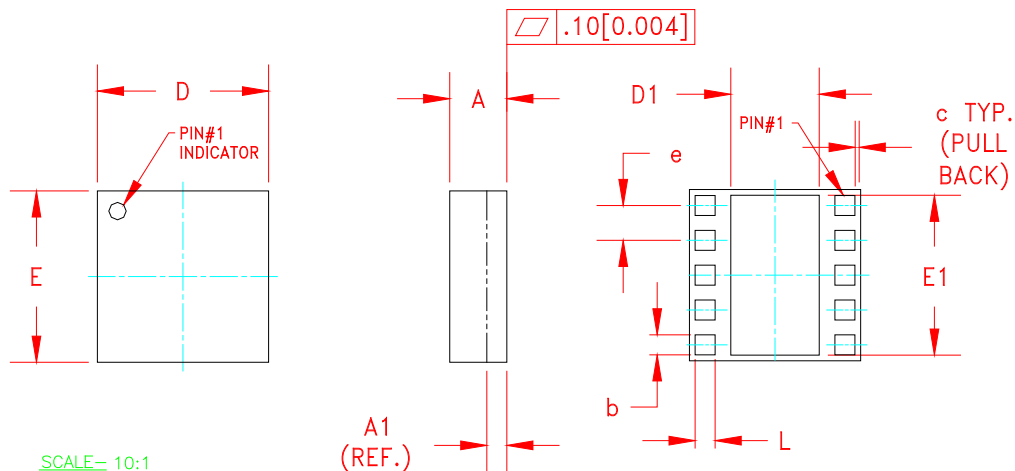 .10[0.004]
D
A
D1
PIN#1
INDICATOR
PIN#1
c TYP.
(PULL
BACK)
e
E
E1
b
L
A1
(REF.)
SCALE- 10:1